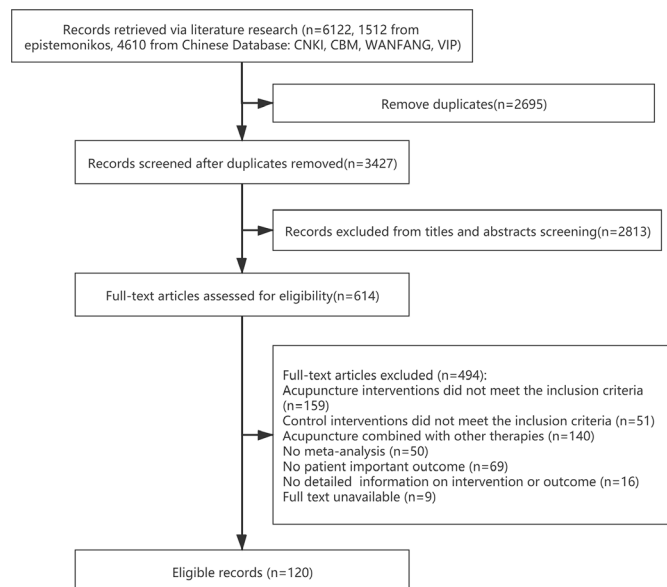 Records retrieved via literature research (n=6122, 1512 from
epistemonikos, 4610 from Chinese Database: CNKI, CBM, WANFANG, VIP)
Remove duplicates(n=2695)
Records screened after duplicates removed(n=3427)
Records excluded from titles and abstracts screening(n=2813)
Full-text articles assessed for eligibility(n=614)
Full-text articles excluded (n=494):
Acupuncture interventions did not meet the inclusion criteria
(n=159)
Control interventions did not meet the inclusion criteria (n=51)
Acupuncture combined with other therapies (n=140)
No meta-analysis (n=50)
No patient important outcome (n=69)
No detailed information on intervention or outcome (n=16)
Full text unavailable (n=9)
Eligible records (n=120)